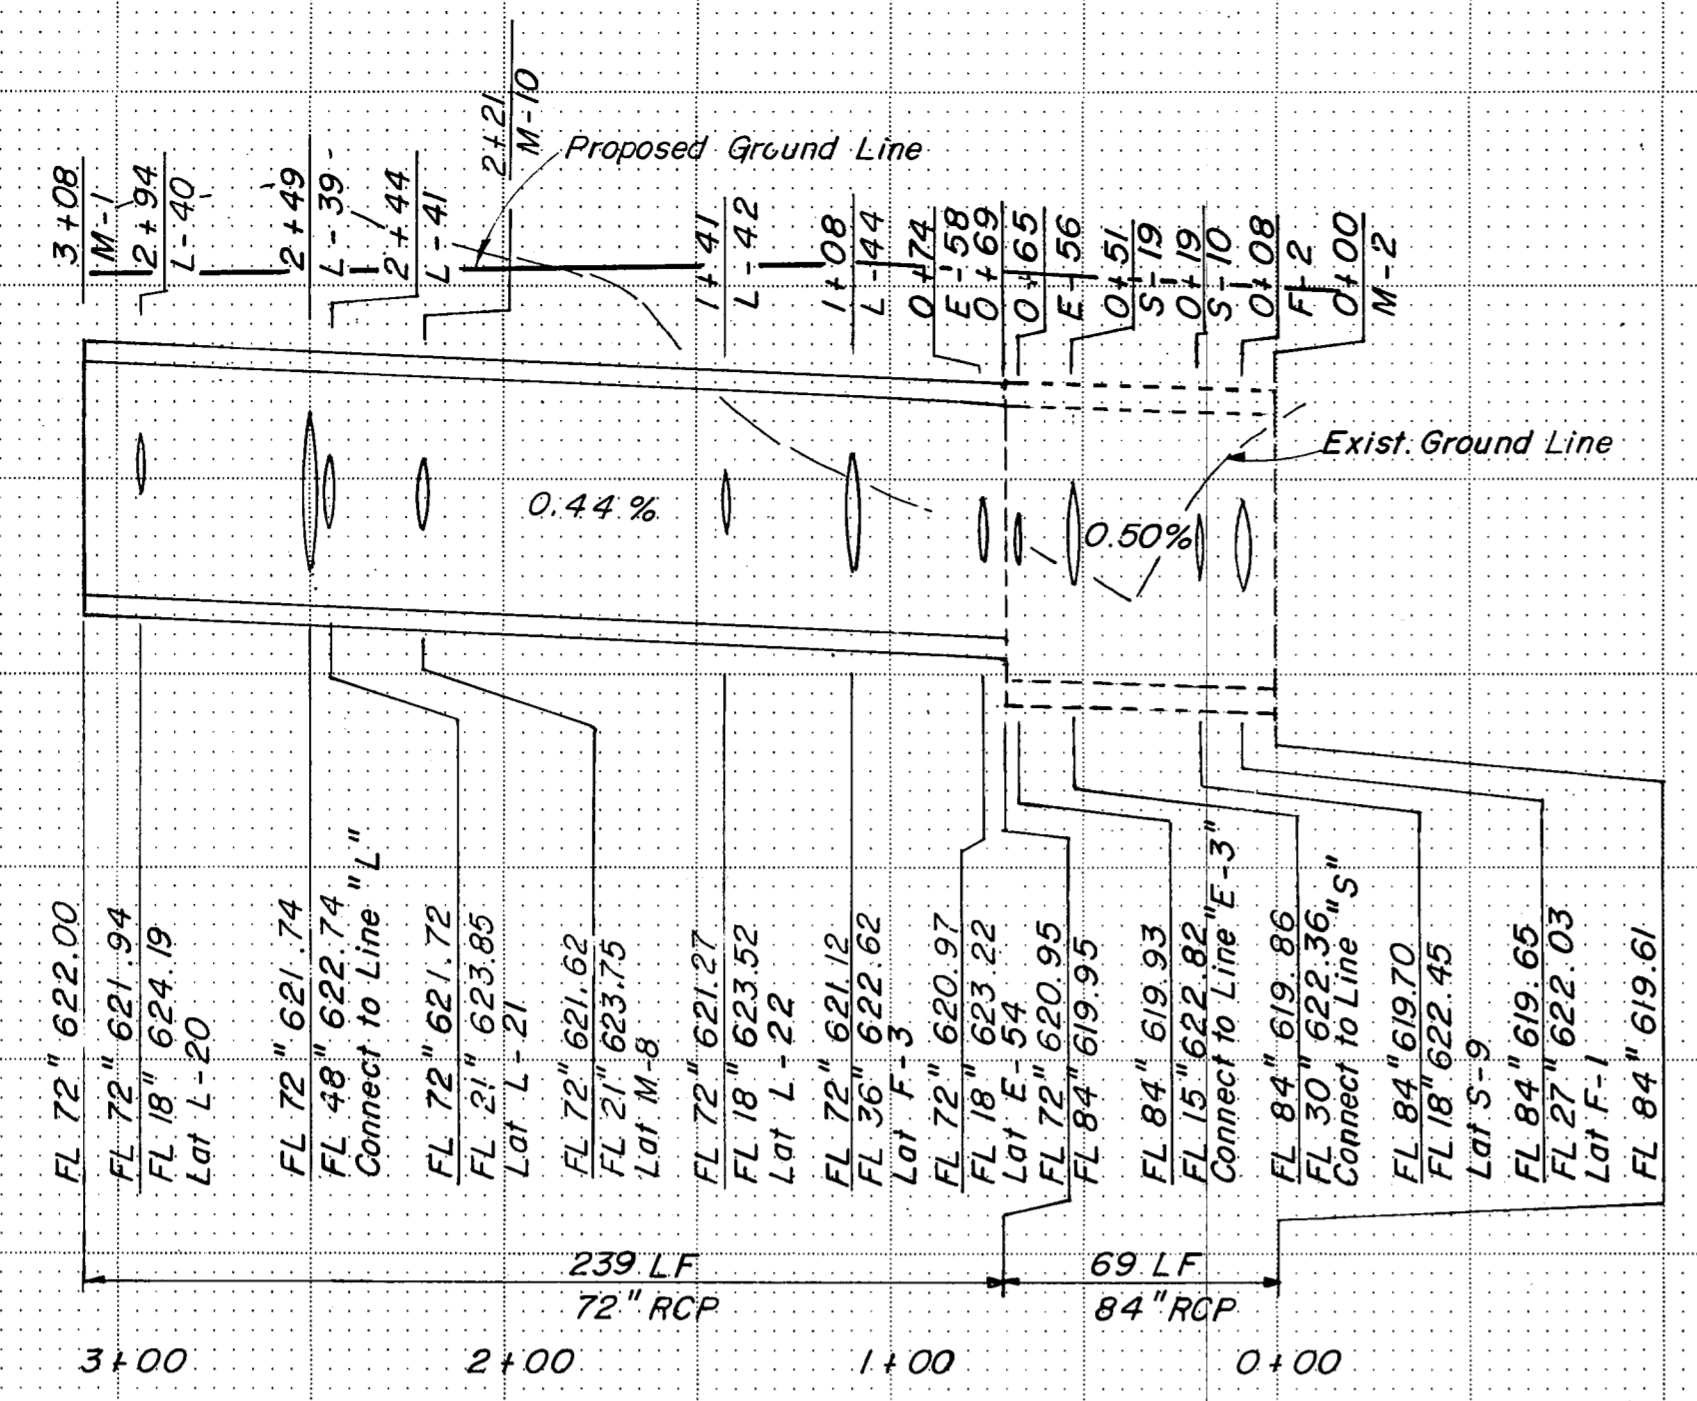 3+08
M-1
2+94
L-40
2+49
L-39
2+44
L-41
2+21
M-10
Proposed Ground Line
1+41
L-42
1+08
L-44
0+74
E-58
0+69
0+65
E-56
0+51
S-19
0+19
S-10
0+08
F-2
0+00
M-2
Exist. Ground Line
0.44 %
0.50%
FL 72" 622.00
FL 72" 621.94
FL 18" 624.19
Lat L-20
FL 72" 621.74
FL 48" 622.74
Connect to Line "L"
FL 72" 621.72
FL 21" 623.85
Lat L-21
FL 72" 621.62
FL 21" 623.75
Lat M-8
FL 72" 621.27
FL 18" 623.52
Lat L-22
FL 72" 621.12
FL 36" 622.62
Lat F-3
FL 72" 620.97
FL 18" 623.22
Lat E-54
FL 72" 620.95
FL 84" 619.95
FL 84" 619.93
FL 15" 622.82
Connect to Line "E-3"
FL 84" 619.86
FL 30" 622.36
Connect to Line "S"
FL 84" 619.70
FL 18" 622.45
Lat S-9
FL 84" 619.65
FL 27" 622.03
Lat F-1
FL 84" 619.61
239 LF
72" RCP
69 LF
84" RCP
3+00
2+00
1+00
0+00